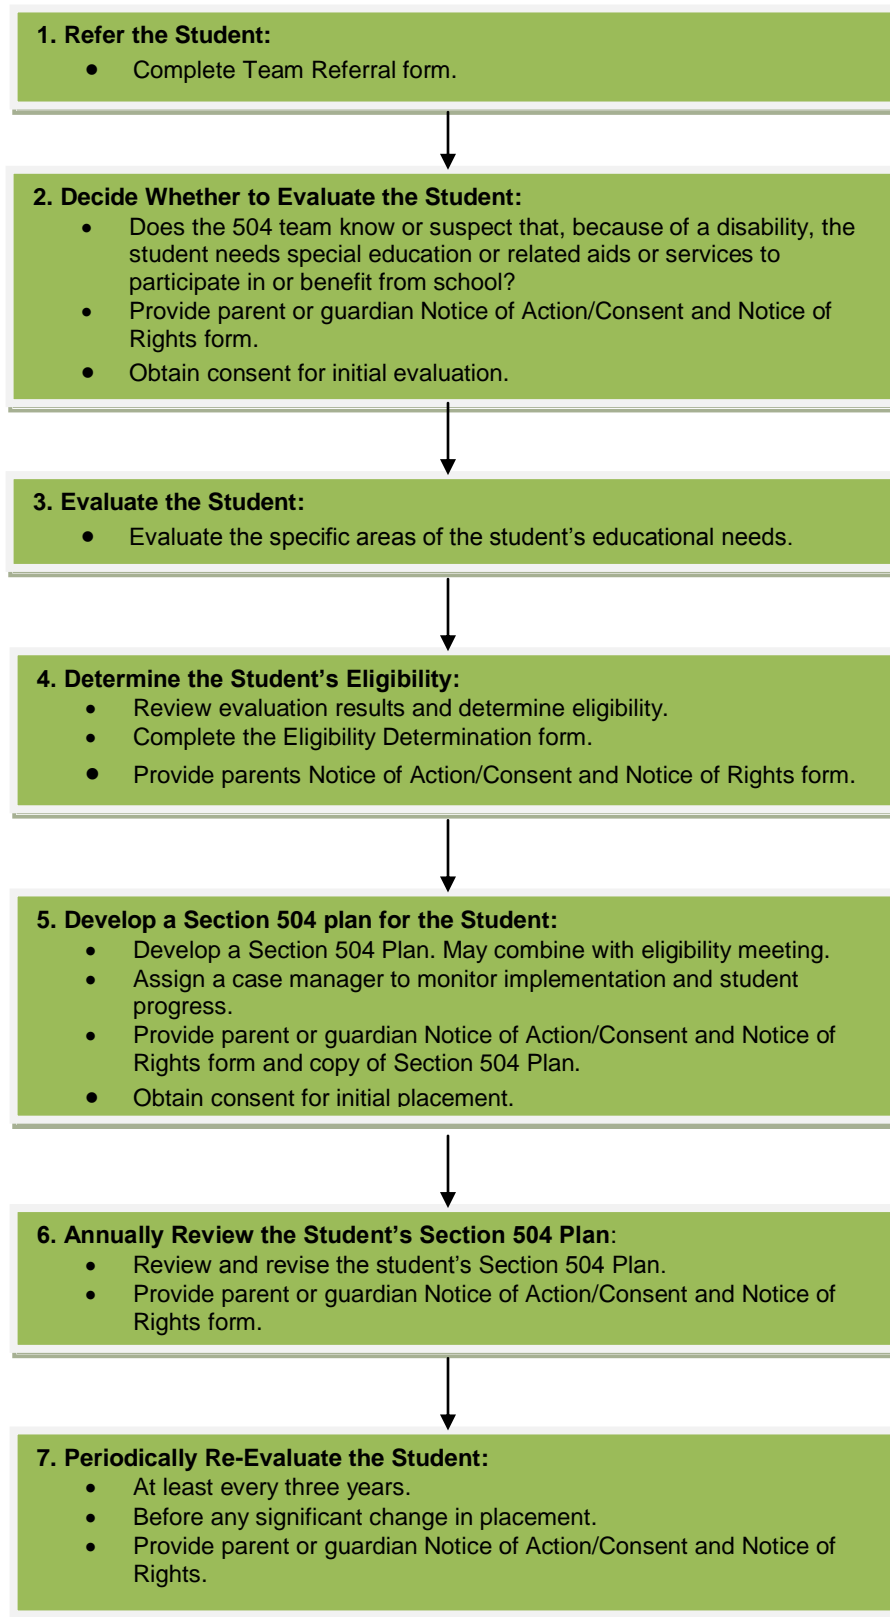 1. Refer the Student:
• Complete Team Referral form.
2. Decide Whether to Evaluate the Student:
• Does the 504 team know or suspect that, because of a disability, the
student needs special education or related aids or services to
participate in or benefit from school?
• Provide parent or guardian Notice of Action/Consent and Notice of
Rights form.
• Obtain consent for initial evaluation.
3. Evaluate the Student:
• Evaluate the specific areas of the student’s educational needs.
4. Determine the Student’s Eligibility:
• Review evaluation results and determine eligibility.
• Complete the Eligibility Determination form.
• Provide parents Notice of Action/Consent and Notice of Rights form.
5. Develop a Section 504 plan for the Student:
• Develop a Section 504 Plan. May combine with eligibility meeting.
• Assign a case manager to monitor implementation and student
progress.
• Provide parent or guardian Notice of Action/Consent and Notice of
Rights form and copy of Section 504 Plan.
• Obtain consent for initial placement.
6. Annually Review the Student’s Section 504 Plan:
• Review and revise the student’s Section 504 Plan.
• Provide parent or guardian Notice of Action/Consent and Notice of
Rights form.
7. Periodically Re-Evaluate the Student:
• At least every three years.
• Before any significant change in placement.
• Provide parent or guardian Notice of Action/Consent and Notice of
Rights.